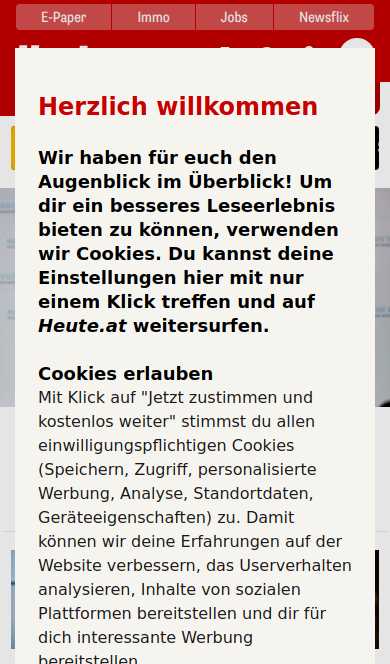 E-Paper
Immo
Jobs
Newsflix
Herzlich willkommen
Wir haben für euch den
Augenblick im Überblick! Um
dir ein besseres Leseerlebnis
bieten zu können, verwenden
wir Cookies. Du kannst deine
Einstellungen hier mit nur
einem Klick treffen und auf
Heute.at weitersurfen.
Cookies erlauben
Mit Klick auf "Jetzt zustimmen und
kostenlos weiter" stimmst du allen
einwilligungspflichtigen Cookies
(Speichern, Zugriff, personalisierte
Werbung, Analyse, Standortdaten,
Geräteeigenschaften) zu. Damit
können wir deine Erfahrungen auf der
Website verbessern, das Userverhalten
analysieren, Inhalte von sozialen
Plattformen bereitstellen und dir für
dich interessante Werbung
bereitstellen